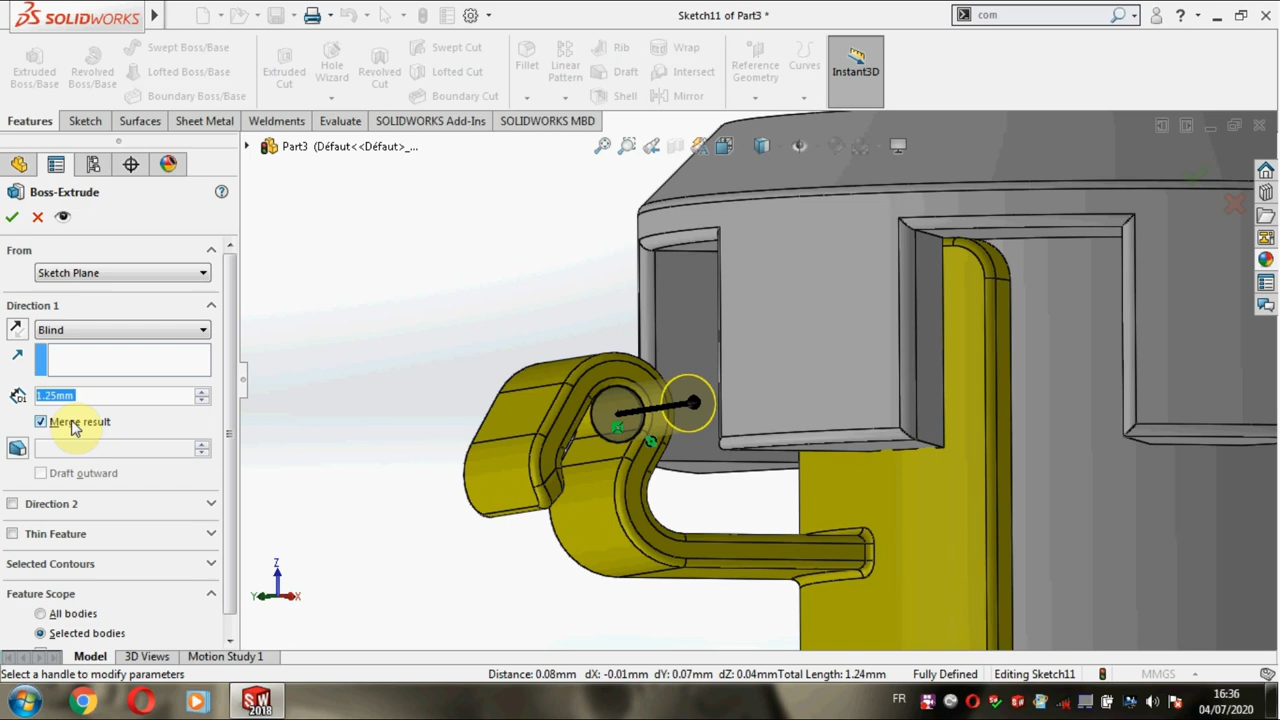 SOLIDWORKS
Sketch11 of Part3 *
com
Extruded Boss/Base
Revolved Boss/Base
Swept Boss/Base
Lofted Boss/Base
Boundary Boss/Base
Extruded Cut
Hole Wizard
Revolved Cut
Swept Cut
Lofted Cut
Boundary Cut
Fillet
Linear Pattern
Rib
Draft
Shell
Wrap
Intersect
Mirror
Reference Geometry
Curves
Instant3D
Features
Sketch
Surfaces
Sheet Metal
Weldments
Evaluate
SOLIDWORKS Add-Ins
SOLIDWORKS MBD
Part3 (Défaut<<Défaut>_...
Boss-Extrude
From
Sketch Plane
Direction 1
Blind
D1
1.25mm
Merge result
Draft outward
Direction 2
Thin Feature
Selected Contours
Feature Scope
All bodies
Selected bodies
Z
Y
X
Model
3D Views
Motion Study 1
Select a handle to modify parameters
Distance: 0.08mm dX: -0.01mm dY: 0.07mm dZ: 0.04mmTotal Length: 1.24mm
Fully Defined
Editing Sketch11
MMGS
SW
2018
FR
16:36
04/07/2020